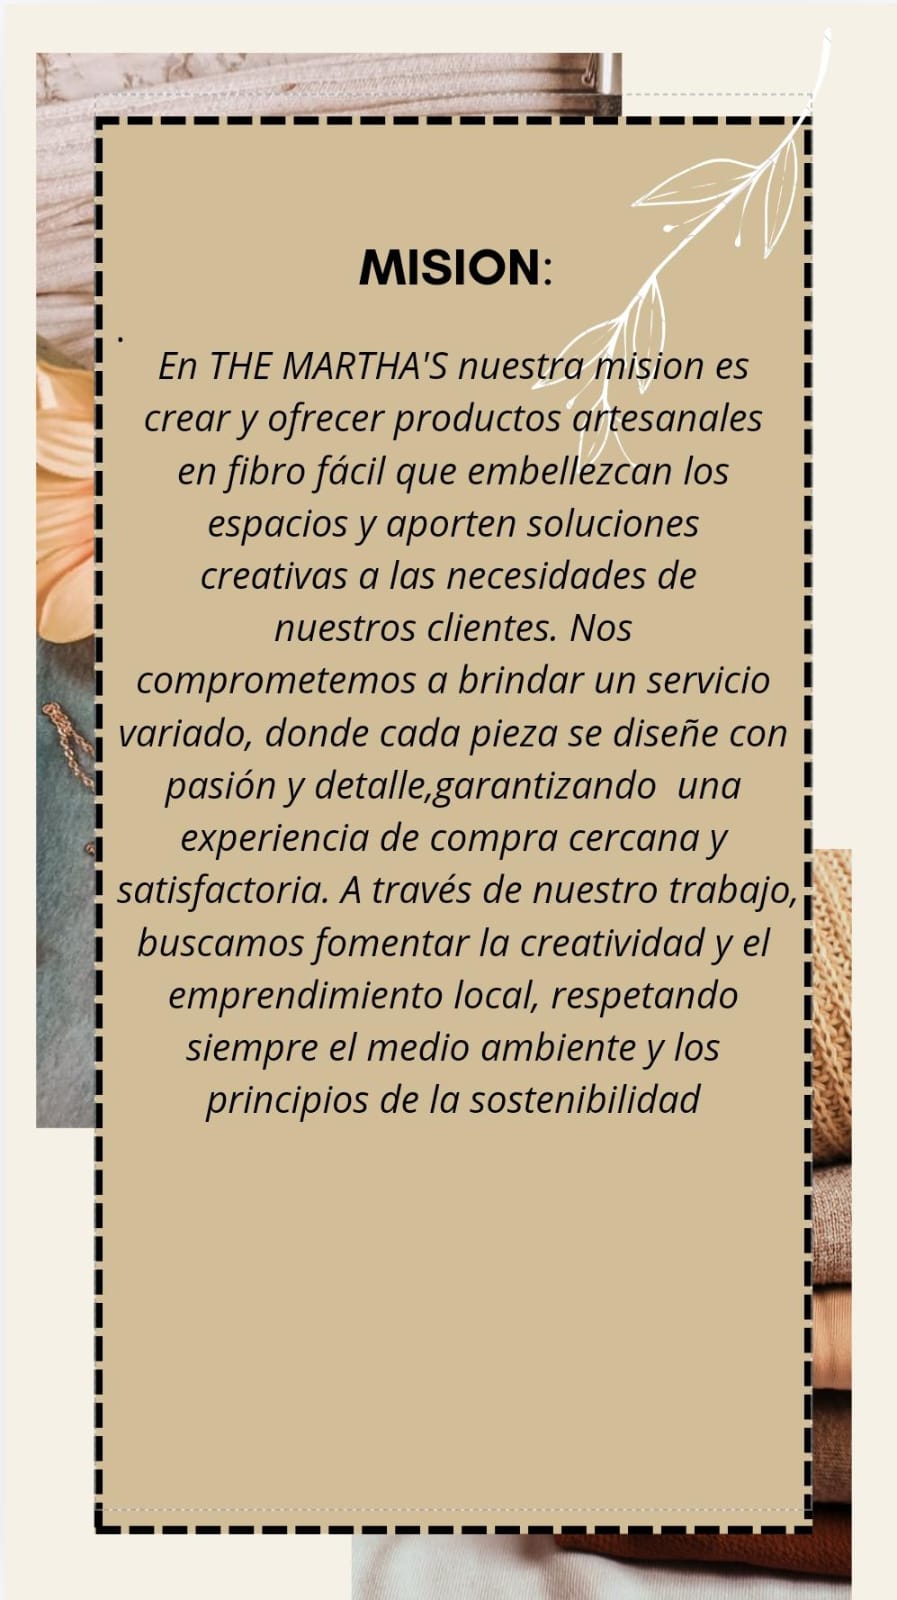 MISION:
.
En THE MARTHA'S nuestra mision es
crear y ofrecer productos artesanales
en fibro fácil que embellezcan los
espacios y aporten soluciones
creativas a las necesidades de
nuestros clientes. Nos
comprometemos a brindar un servicio
variado, donde cada pieza se diseñe con
pasión y detalle,garantizando  una
experiencia de compra cercana y
satisfactoria. A través de nuestro trabajo,
buscamos fomentar la creatividad y el
emprendimiento local, respetando
siempre el medio ambiente y los
principios de la sostenibilidad